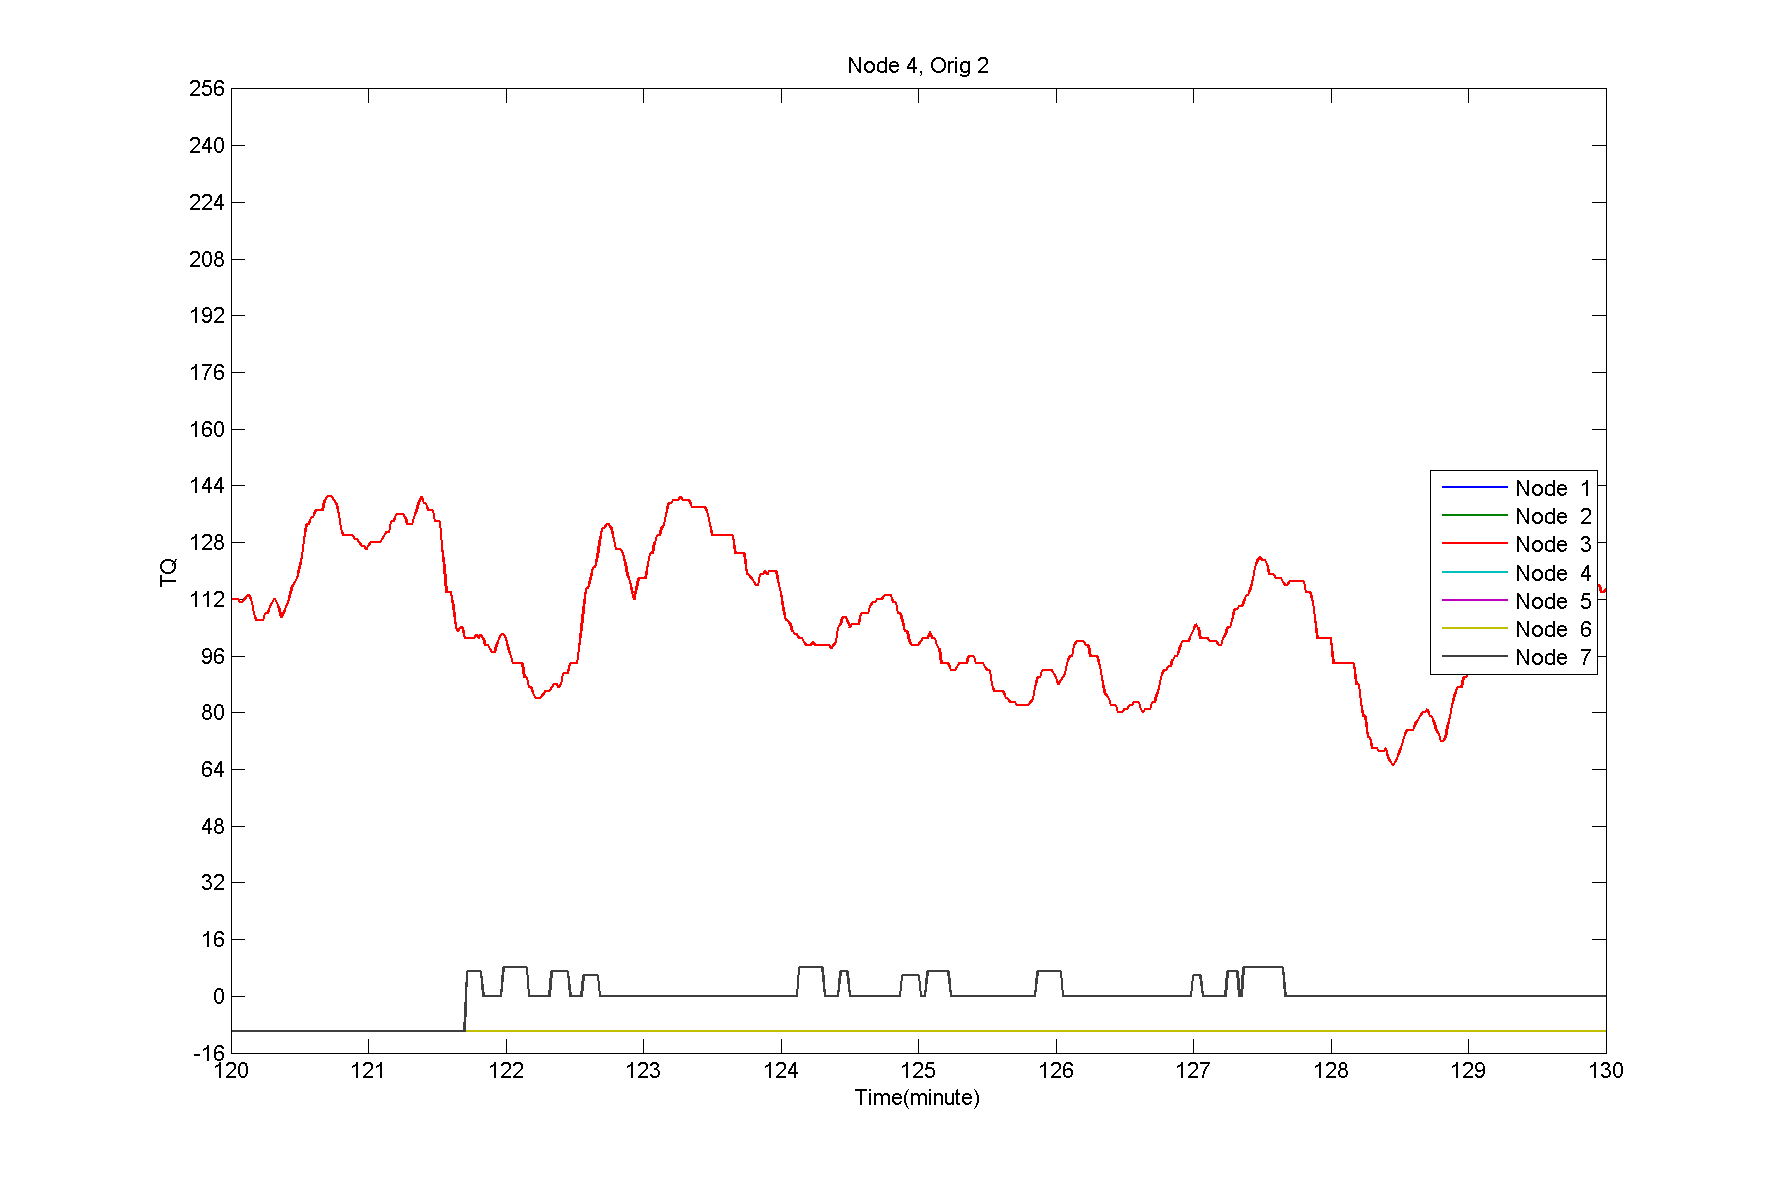 Node 4, Orig 2
256
240
224
208
192
176
160
144
128
112
96
80
64
48
32
16
0
-16
TQ
Node 1
Node 2
Node 3
Node 4
Node 5
Node 6
Node 7
120 121 122 123 124 125 126 127 128 129 130
Time(minute)